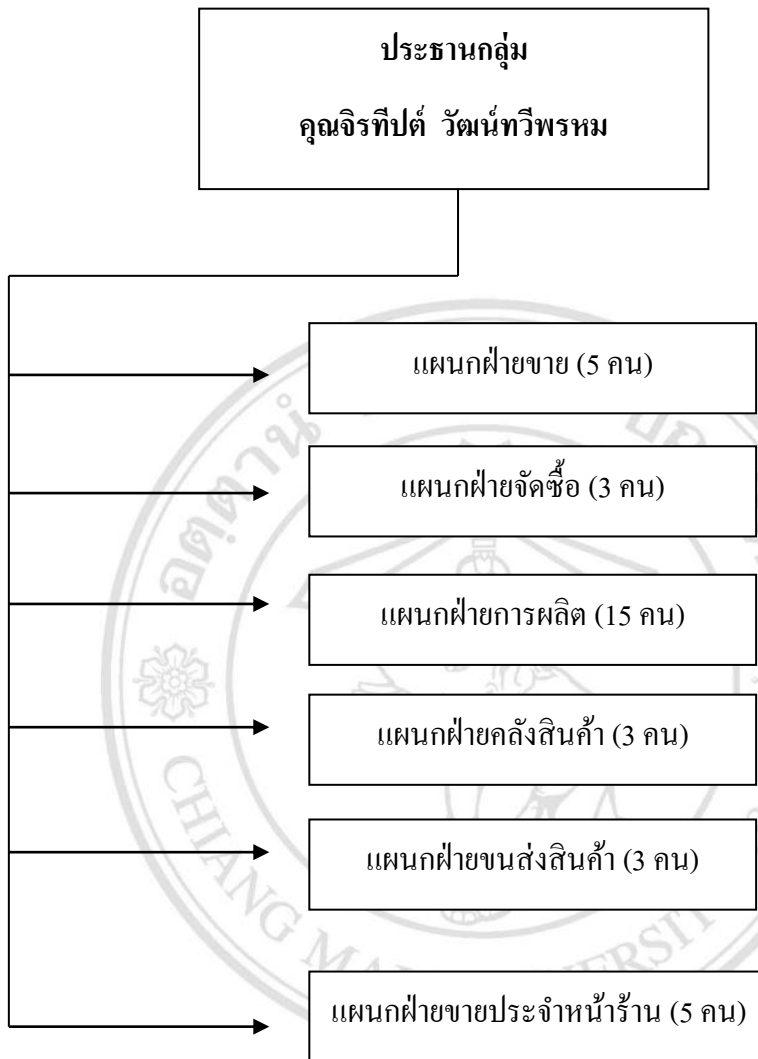 ประธานกลุ่ม
คุณจิรทีปต์ วัฒน์ทวีพรหม
แผนกฝ่ายขาย (5 คน)
แผนกฝ่ายจัดซื้อ (3 คน)
แผนกฝ่ายการผลิต (15 คน)
แผนกฝ่ายคลังสินค้า (3 คน)
แผนกฝ่ายขนส่งสินค้า (3 คน)
แผนกฝ่ายขายประจำหน้าร้าน (5 คน)
CHIANG